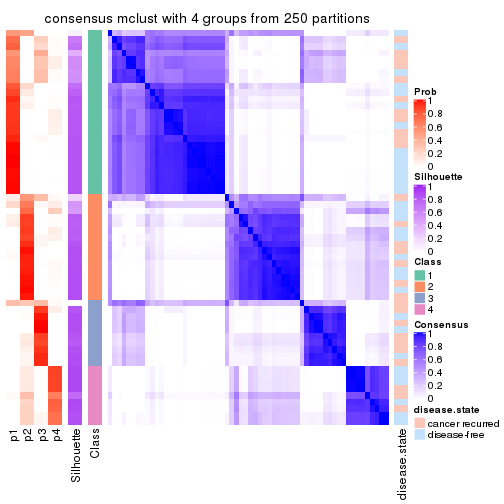 consensus mclust with 4 groups from 250 partitions
Prob
1
0.8
0.6
0.4
0.2
0
Silhouette
1
0.8
0.6
0.4
0.2
0
Class
1
2
3
4
Consensus
1
0.8
0.6
0.4
0.2
0
disease.state
cancer recurred
disease-free
p1
p2
p3
p4
Silhouette
Class
disease.state